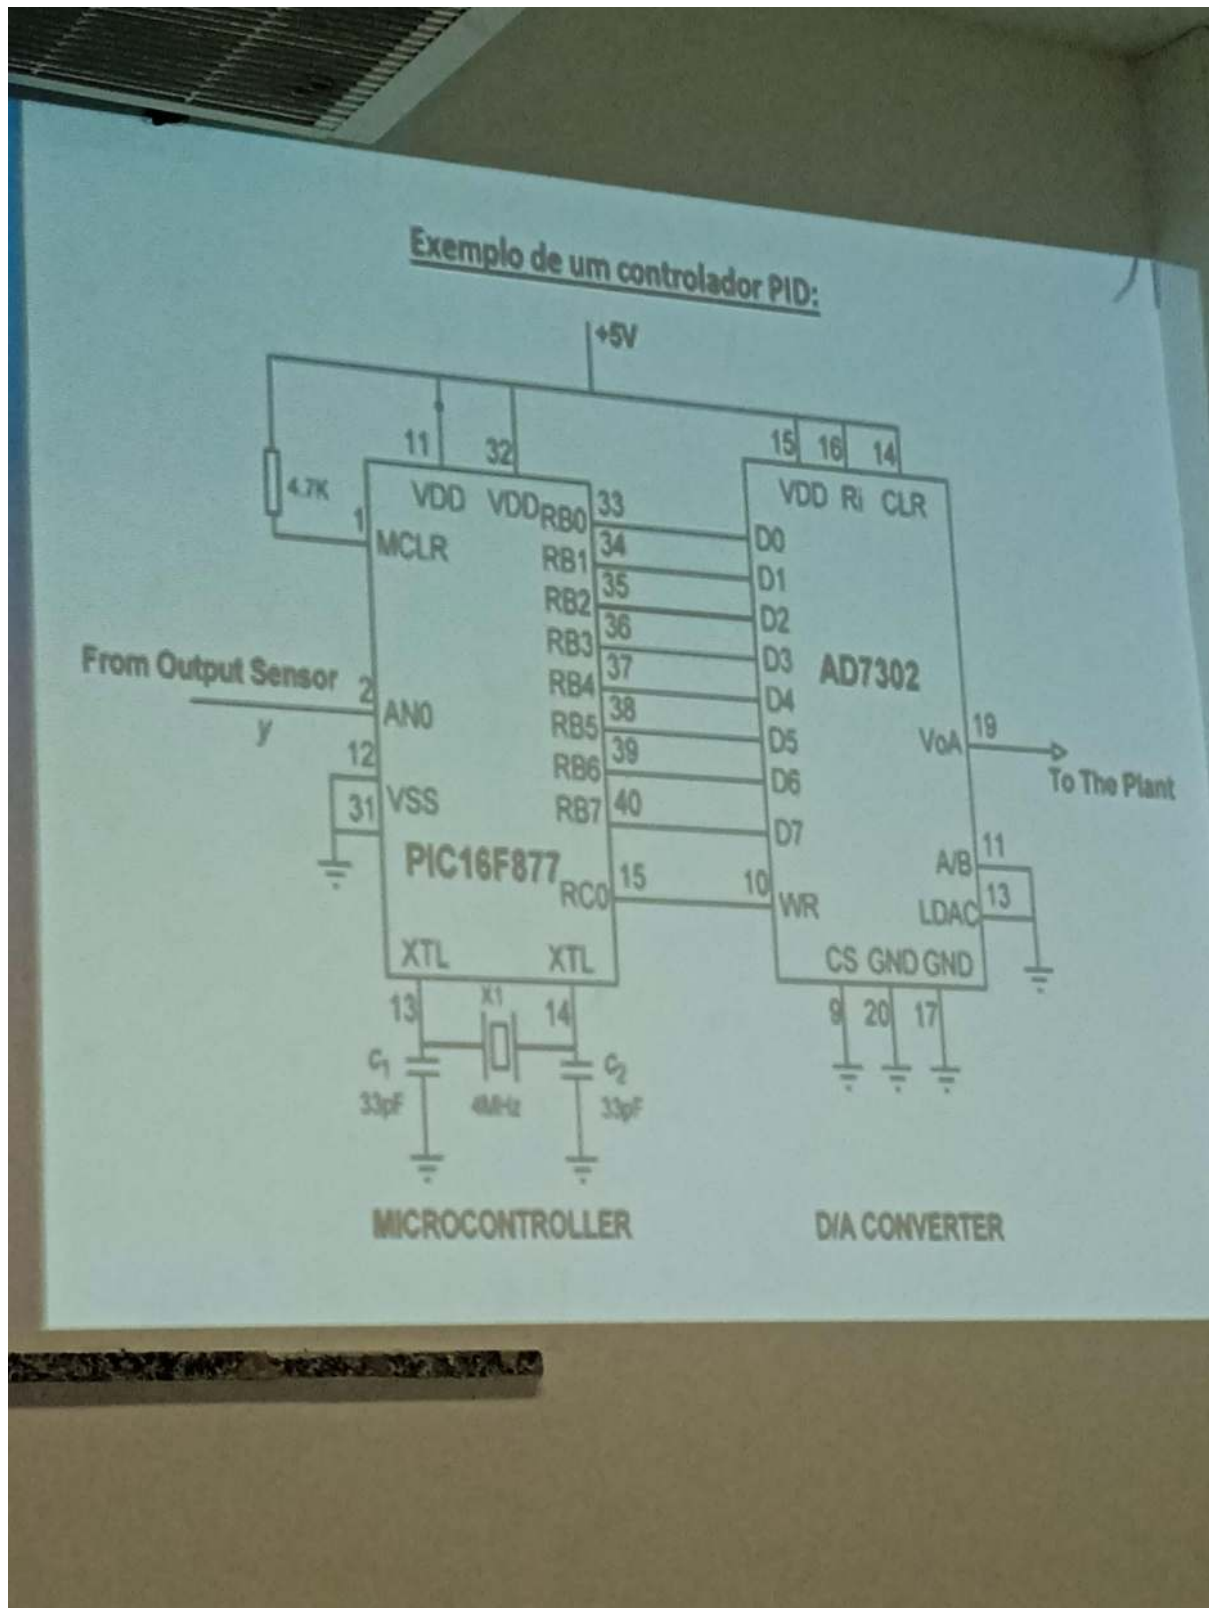 Exemplo de um controlador PID:
+5V
11 32 15 16 14
4.7K
VDD VDD
VDD Ri CLR
1 MCLR
RB0 33 D0
RB1 34 D1
RB2 35 D2
RB3 36 D3
RB4 37 D4
RB5 38 D5
RB6 39 D6
RB7 40 D7
From Output Sensor
y
2 AN0
12
31 VSS
PIC16F877
AD7302
VoA 19
To The Plant
A/B 11
LDAC 13
RC0 15 10 WR
XTL XTL
CS GND GND
13 X1 14
9 20 17
C1 C2
33pF 4MHz 33pF
MICROCONTROLLER
D/A CONVERTER